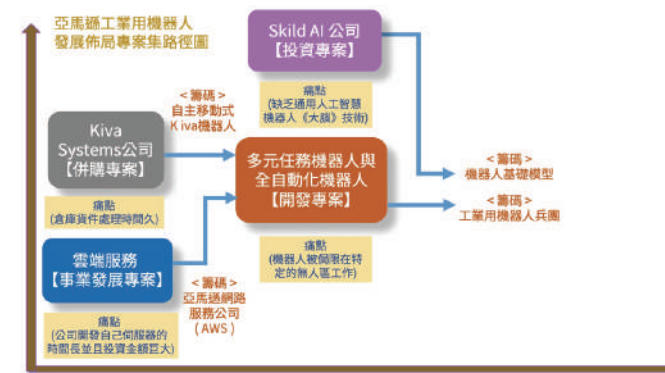 亞馬遜工業用機器人
發展佈局專案集路徑圖
Skild AI 公司
【投資專案】
痛點
(缺乏通用人工智慧
機器人《大腦》技術)
<籌碼>
自主移動式
Kiva機器人
Kiva
Systems公司
【併購專案】
痛點
(倉庫貨件處理時間久)
多元任務機器人與
全自動化機器人
【開發專案】
痛點
(機器人被侷限在特
定的無人區工作)
<籌碼>
機器人基礎模型
<籌碼>
工業用機器人兵團
雲端服務
【事業發展專案】
痛點
(公司開發自己伺服器的
時間長並且投資金額巨大)
<籌碼>
亞馬遜網路
服務公司
(AWS)